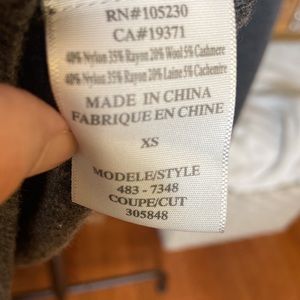 RN#105230
CA#19371
40% Nylon 35% Rayon 20% Wool 5% Cashmere
40% Nylon 35% Rayon 20% Laine 5% Cachemire
MADE IN CHINA
FABRIQUE EN CHINE
XS
MODELE/STYLE
483 - 7348
COUPE/CUT
305848